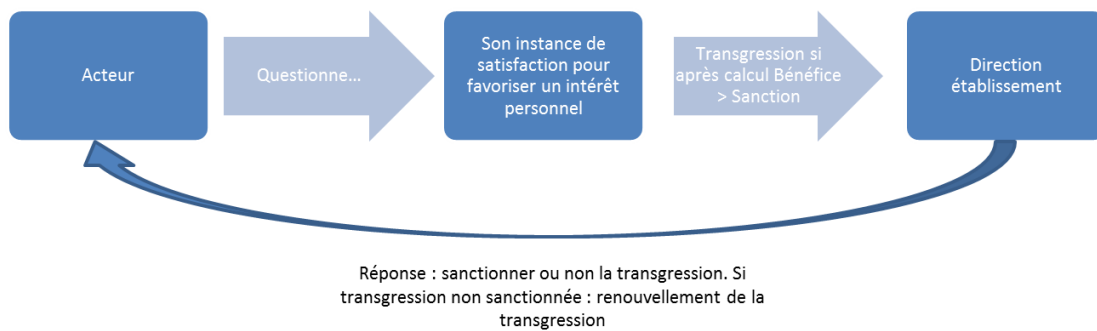 Acteur
Questionne...
Son instance de
satisfaction pour
favoriser un intérêt
personnel
Transgression si
après calcul Bénéfice
> Sanction
Direction
établissement
Réponse : sanctionner ou non la transgression. Si
transgression non sanctionnée : renouvellement de la
transgression